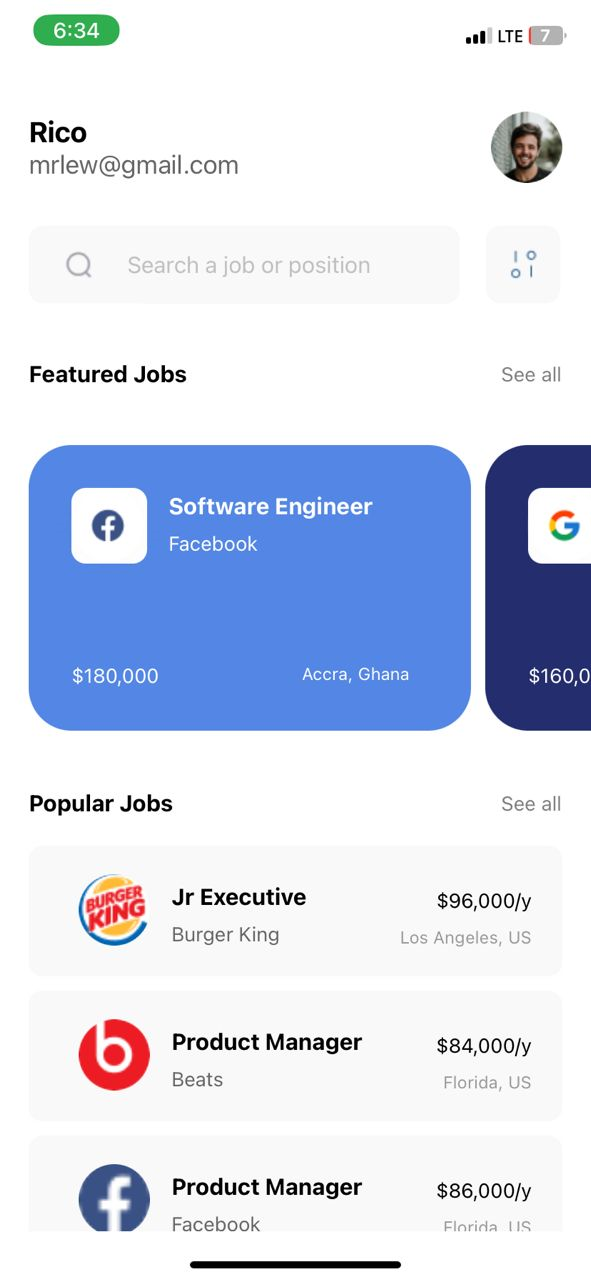 6:34
LTE 7
Rico
mrlew@gmail.com
Search a job or position
Featured Jobs See all
Software Engineer
Facebook
$180,000 Accra, Ghana $160,0
Popular Jobs See all
BURGER
KING
Jr Executive $96,000/y
Burger King Los Angeles, US
Product Manager $84,000/y
Beats Florida, US
Product Manager $86,000/y
Facebook Florida, US